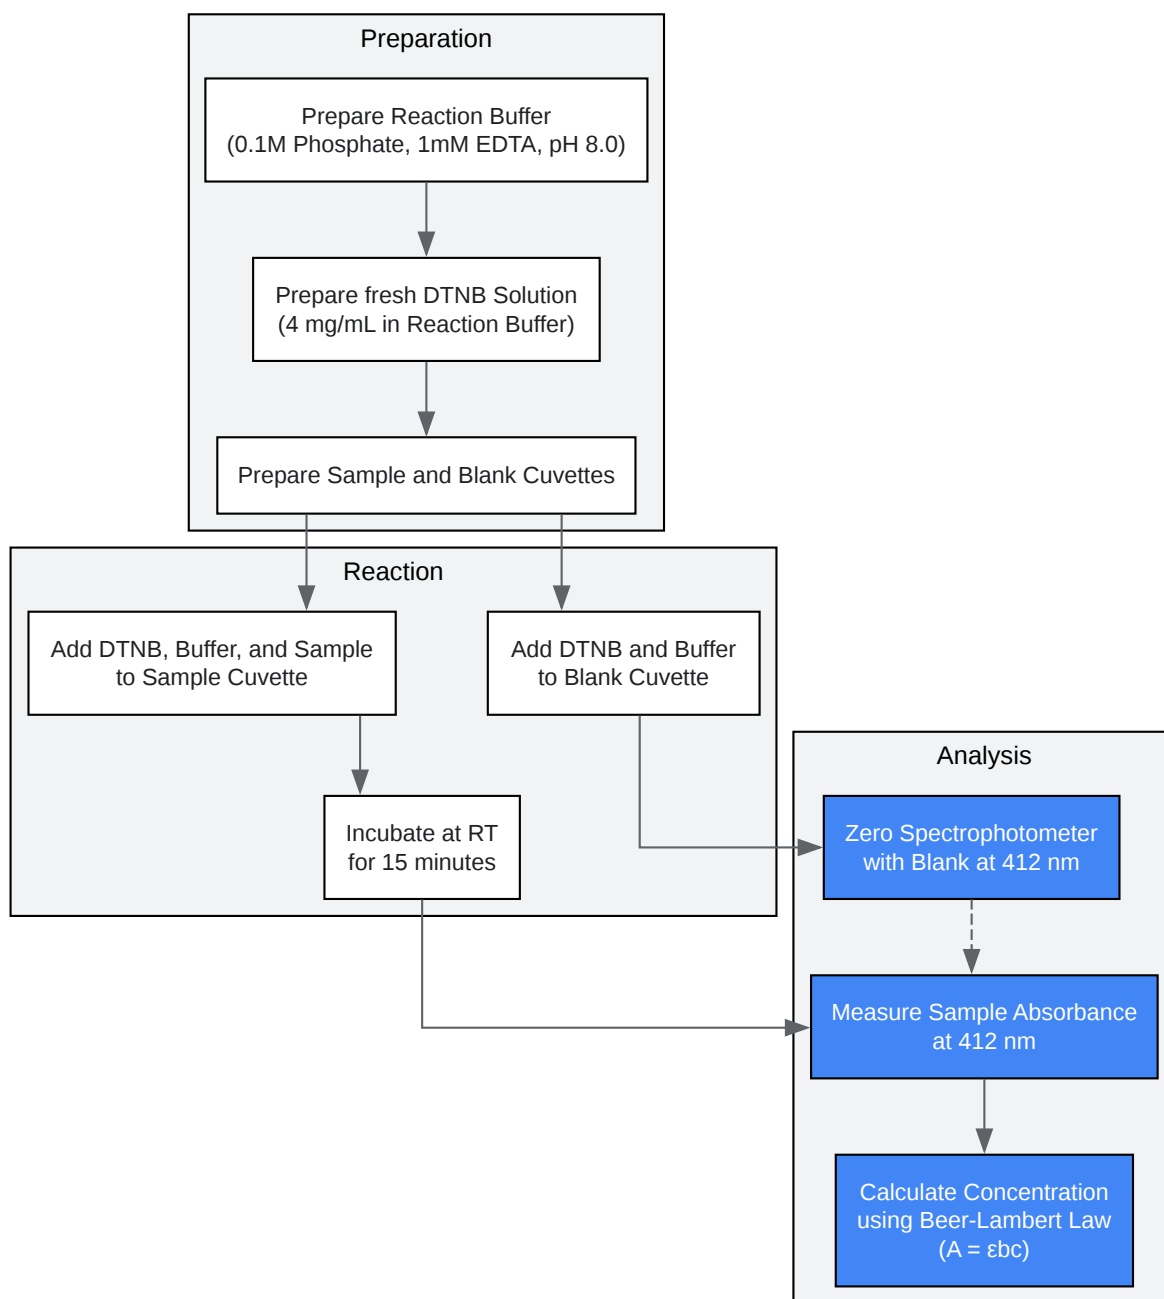 Preparation
Prepare Reaction Buffer
(0.1M Phosphate, 1mM EDTA, pH 8.0)
Prepare fresh DTNB Solution
(4 mg/mL in Reaction Buffer)
Prepare Sample and Blank Cuvettes
Reaction
Add DTNB, Buffer, and Sample
to Sample Cuvette
Add DTNB and Buffer
to Blank Cuvette
Incubate at RT
for 15 minutes
Analysis
Zero Spectrophotometer
with Blank at 412 nm
Measure Sample Absorbance
at 412 nm
Calculate Concentration
using Beer-Lambert Law
(A = εbc)